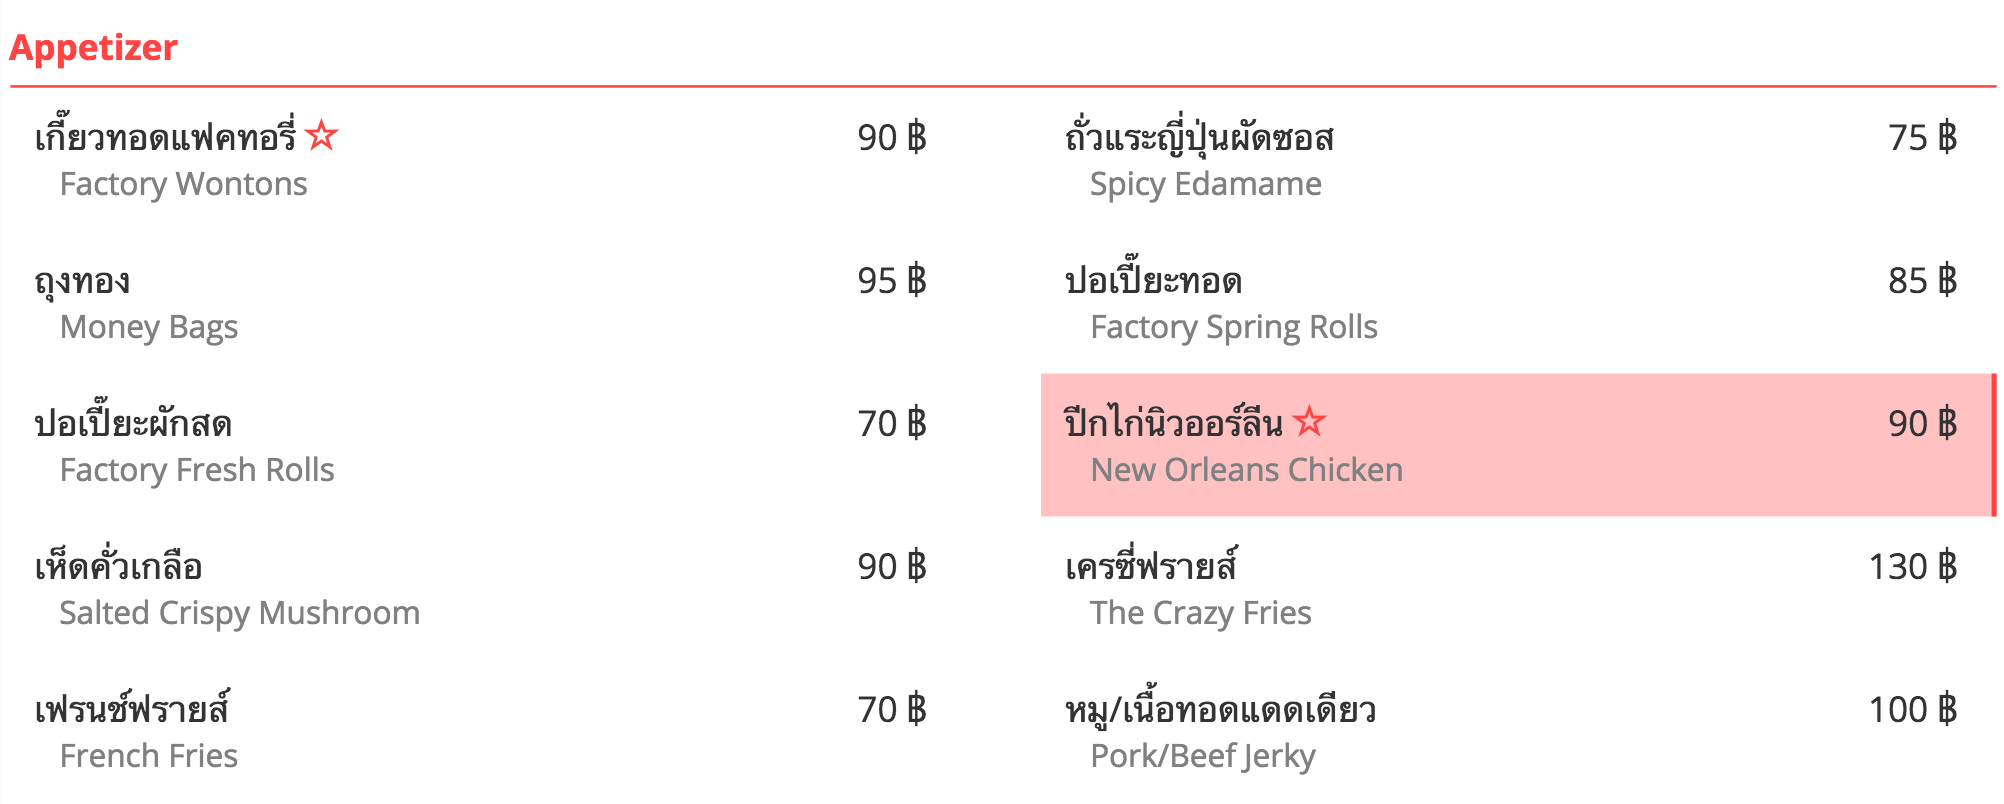 Appetizer
เกี๊ยวทอดแฟคทอรี่ ☆ 90 ฿
Factory Wontons
ถั่วแระญี่ปุ่นผัดซอส 75 ฿
Spicy Edamame
ถุงทอง 95 ฿
Money Bags
ปอเปี๊ยะทอด 85 ฿
Factory Spring Rolls
ปอเปี๊ยะผักสด 70 ฿
Factory Fresh Rolls
ปีกไก่นิวออร์ลีน ☆ 90 ฿
New Orleans Chicken
เห็ดคั่วเกลือ 90 ฿
Salted Crispy Mushroom
เครซี่ฟรายส์ 130 ฿
The Crazy Fries
เฟรนช์ฟรายส์ 70 ฿
French Fries
หมู/เนื้อทอดแดดเดียว 100 ฿
Pork/Beef Jerky